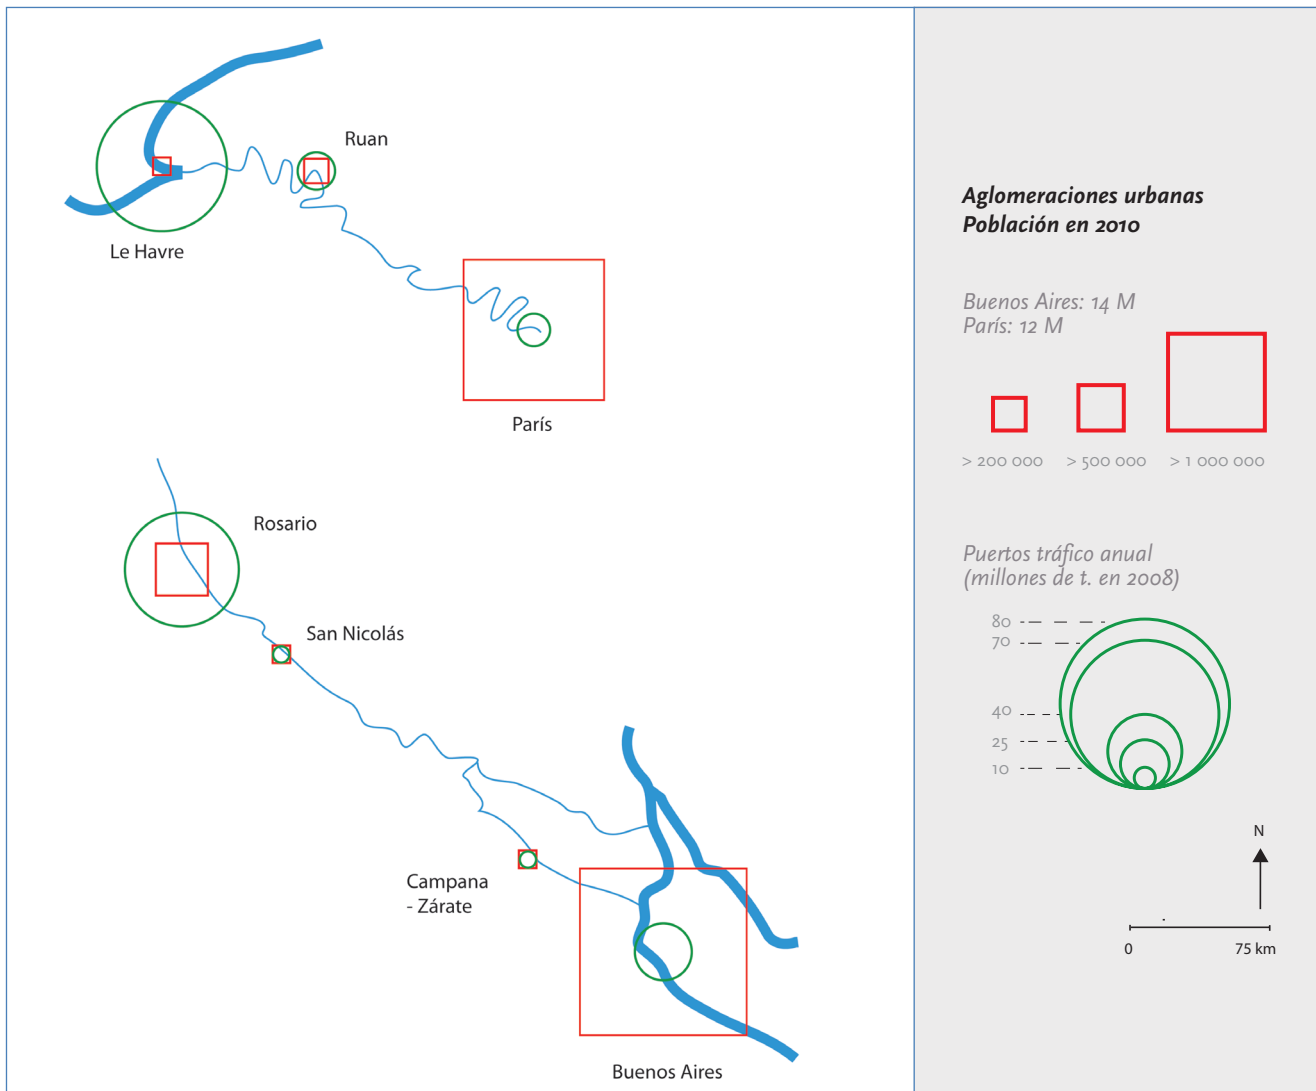 Ruan
Le Havre
París
Rosario
San Nicolás
Campana
- Zárate
Buenos Aires
Aglomeraciones urbanas
Población en 2010
Buenos Aires: 14 M
París: 12 M
> 200 000 > 500 000 > 1 000 000
Puertos tráfico anual
(millones de t. en 2008)
80
70
40
25
10
N
0 75 km